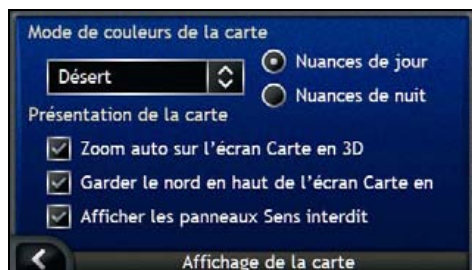 Mode de couleurs de la carte
Désert
Nuances de jour
Nuances de nuit
Présentation de la carte
Zoom auto sur l'écran Carte en 3D
Garder le nord en haut de l'écran Carte en
Afficher les panneaux Sens interdit
Affichage de la carte